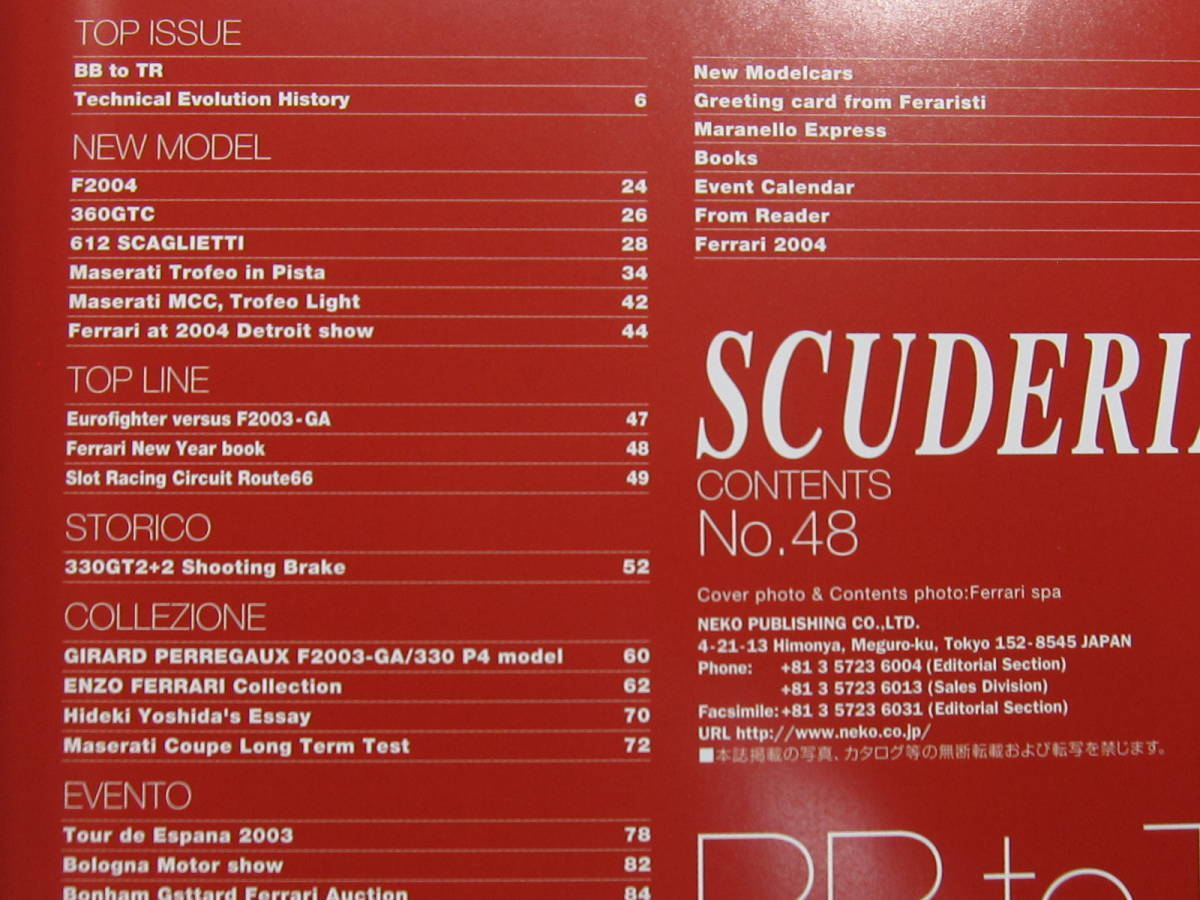 TOP ISSUE
BB to TR
Technical Evolution History 6
NEW MODEL
F2004 24
360GTC 26
612 SCAGLIETTI 28
Maserati Trofeo in Pista 34
Maserati MCC, Trofeo Light 42
Ferrari at 2004 Detroit show 44
TOP LINE
Eurofighter versus F2003-GA 47
Ferrari New Year book 48
Slot Racing Circuit Route66 49
STORICO
330GT2+2 Shooting Brake 52
COLLEZIONE
GIRARD PERREGAUX F2003-GA/330 P4 model 60
ENZO FERRARI Collection 62
Hideki Yoshida's Essay 70
Maserati Coupe Long Term Test 72
EVENTO
Tour de Espana 2003 78
Bologna Motor show 82
Bonham Gsttard Ferrari Auction 84
New Modelcars
Greeting card from Feraristi
Maranello Express
Books
Event Calendar
From Reader
Ferrari 2004
SCUDERI
CONTENTS
No.48
Cover photo & Contents photo:Ferrari spa
NEKO PUBLISHING CO.,LTD.
4-21-13 Himonya, Meguro-ku, Tokyo 152-8545 JAPAN
Phone: +81 3 5723 6004 (Editorial Section)
+81 3 5723 6013 (Sales Division)
Facsimile:+81 3 5723 6031 (Editorial Section)
URL http://www.neko.co.jp/
■本誌掲載の写真、カタログ等の無断転載および転写を禁じます。
BB to